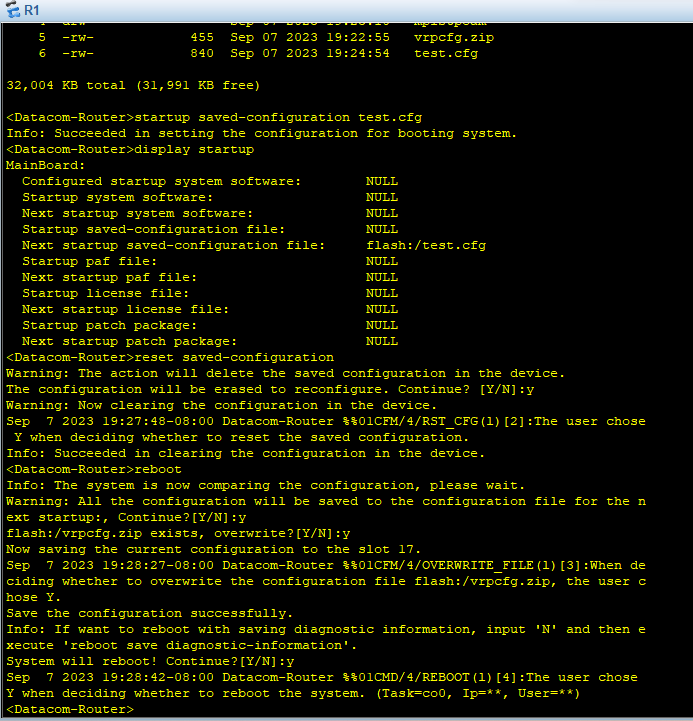 R1
5 -rw- 455 Sep 07 2023 19:22:55 vrpcfg.zip
6 -rw- 840 Sep 07 2023 19:24:54 test.cfg
32,004 KB total (31,991 KB free)
<Datacom-Router>startup saved-configuration test.cfg
Info: Succeeded in setting the configuration for booting system.
<Datacom-Router>display startup
MainBoard:
Configured startup system software: NULL
Startup system software: NULL
Next startup system software: NULL
Startup saved-configuration file: NULL
Next startup saved-configuration file: flash:/test.cfg
Startup paf file: NULL
Next startup paf file: NULL
Startup license file: NULL
Next startup license file: NULL
Startup patch package: NULL
Next startup patch package: NULL
<Datacom-Router>reset saved-configuration
Warning: The action will delete the saved configuration in the device.
The configuration will be erased to reconfigure. Continue? [Y/N]:y
Warning: Now clearing the configuration in the device.
Sep  7 2023 19:27:48-08:00 Datacom-Router %%01CFM/4/RST_CFG(l)[2]:The user chose
Y when deciding whether to reset the saved configuration.
Info: Succeeded in clearing the configuration in the device.
<Datacom-Router>reboot
Info: The system is now comparing the configuration, please wait.
Warning: All the configuration will be saved to the configuration file for the n
ext startup:, Continue?[Y/N]:y
flash:/vrpcfg.zip exists, overwrite?[Y/N]:y
Now saving the current configuration to the slot 17.
Sep  7 2023 19:28:27-08:00 Datacom-Router %%01CFM/4/OVERWRITE_FILE(l)[3]:When de
ciding whether to overwrite the configuration file flash:/vrpcfg.zip, the user c
hose Y.
Save the configuration successfully.
Info: If want to reboot with saving diagnostic information, input 'N' and then e
xecute 'reboot save diagnostic-information'.
System will reboot! Continue?[Y/N]:y
Sep  7 2023 19:28:42-08:00 Datacom-Router %%01CMD/4/REBOOT(l)[4]:The user chose
Y when deciding whether to reboot the system. (Task=co0, Ip=**, User=**)
<Datacom-Router>